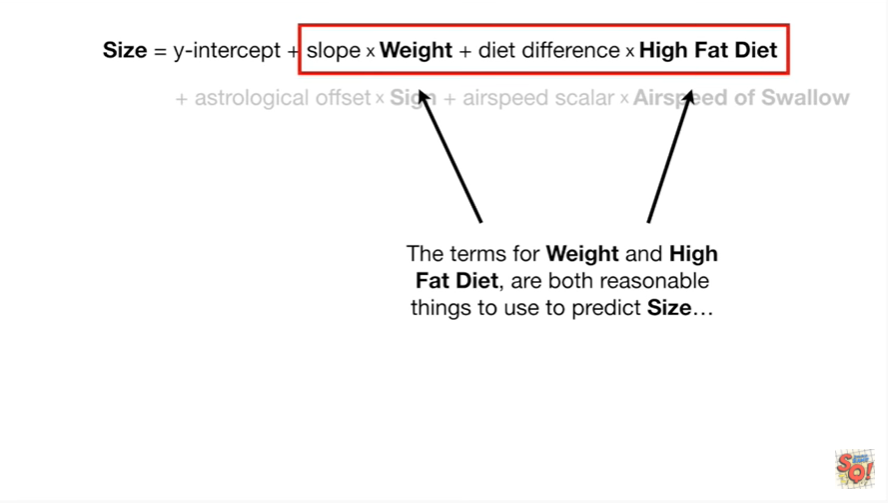 Size = y-intercept + slope x Weight + diet difference x High Fat Diet
+ astrological offset x Sign + airspeed scalar x Airspeed of Swallow
The terms for Weight and High
Fat Diet, are both reasonable
things to use to predict Size…
SQ!